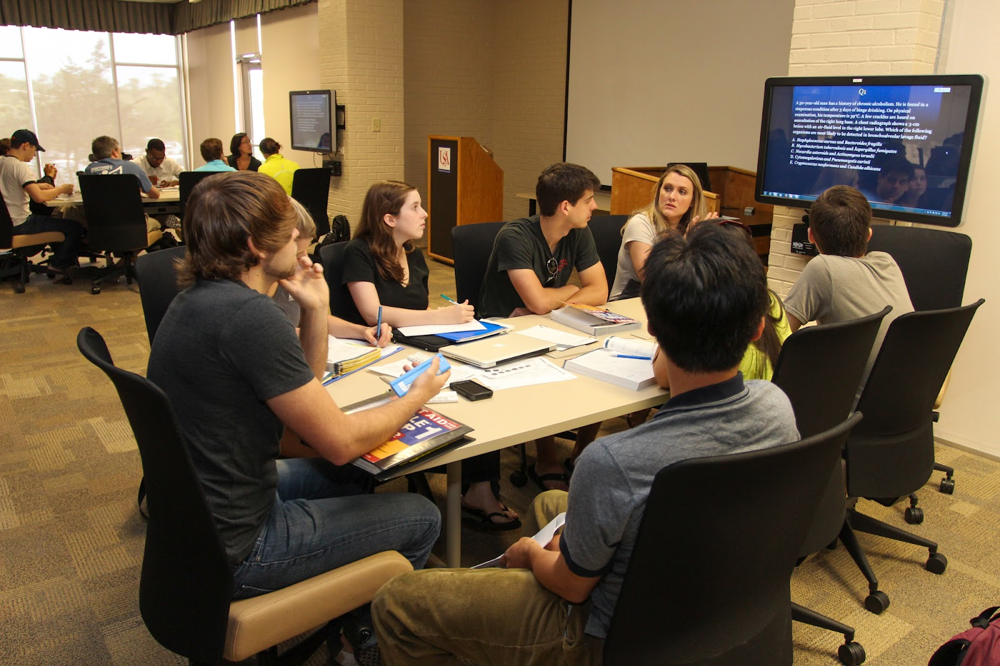 Q1
A 50-year-old man has a history of chronic alcoholism. He is found in a
stuporous condition after 3 days of binge drinking. On physical
examination, his temperature is 39°C. A few crackles are heard on
auscultation of the right lung base. A chest radiograph shows a 3-cm
lesion with an air-fluid level in the right lower lobe. Which of the following
organisms are most likely to be detected in bronchoalveolar lavage fluid?
A. Staphylococcus aureus and Bacteroides fragilis
B. Mycobacterium tuberculosis and Aspergillus fumigates
C. Nocardia asteroids and Actinomyces israelii
D. Cytomegalovirus and Pneumocystis carinii
E. Cryptococcus neoformans and Candida albicans
USA
AID
FOR THE
1